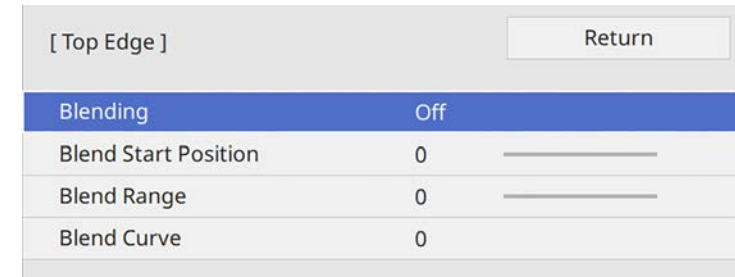 [ Top Edge ] Return
Blending Off
Blend Start Position 0
Blend Range 0
Blend Curve 0